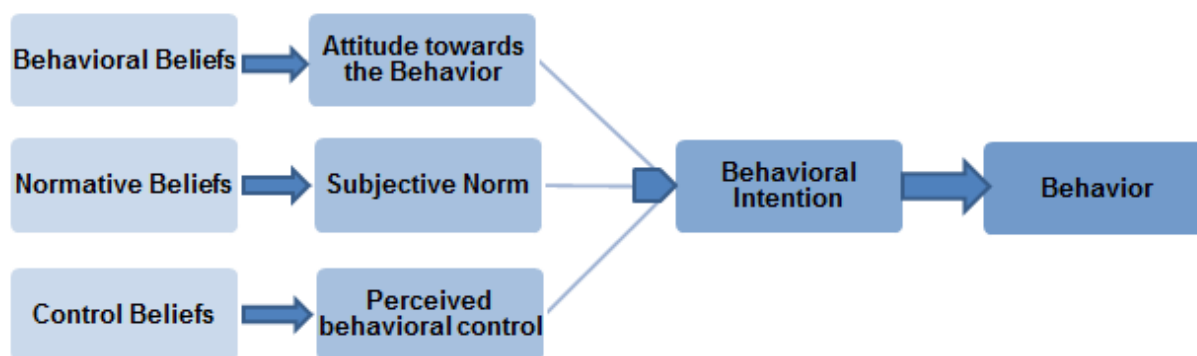 Behavioral Beliefs
Attitude towards
the Behavior
Normative Beliefs
Subjective Norm
Behavioral
Intention
Behavior
Control Beliefs
Perceived
behavioral control